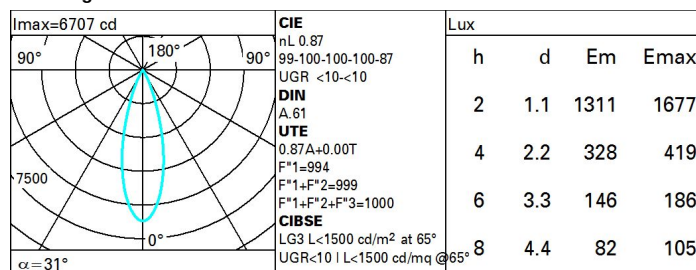 Imax=6707 cd
90°
180°
90°
7500
0°
α=31°
CIE
nL 0.87
99-100-100-100-87
UGR <10-<10
DIN
A.61
UTE
0.87A+0.00T
F"1=994
F"1+F"2=999
F"1+F"2+F"3=1000
CIBSE
LG3 L<1500 cd/m² at 65°
UGR<10 | L<1500 cd/mq @65°
Lux
h d Em Emax
2 1.1 1311 1677
4 2.2 328 419
6 3.3 146 186
8 4.4 82 105